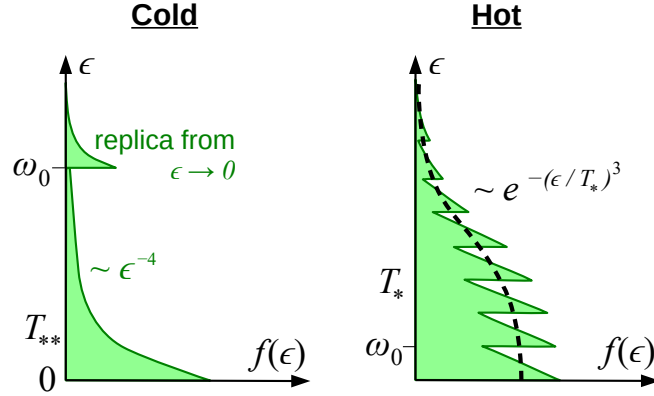 Cold
ϵ
replica from
ϵ → 0
ω₀
~ ϵ⁻⁴
T**
0
f(ϵ)
Hot
ϵ
~ e^{−(ϵ/T*)³}
T*
ω₀
f(ϵ)